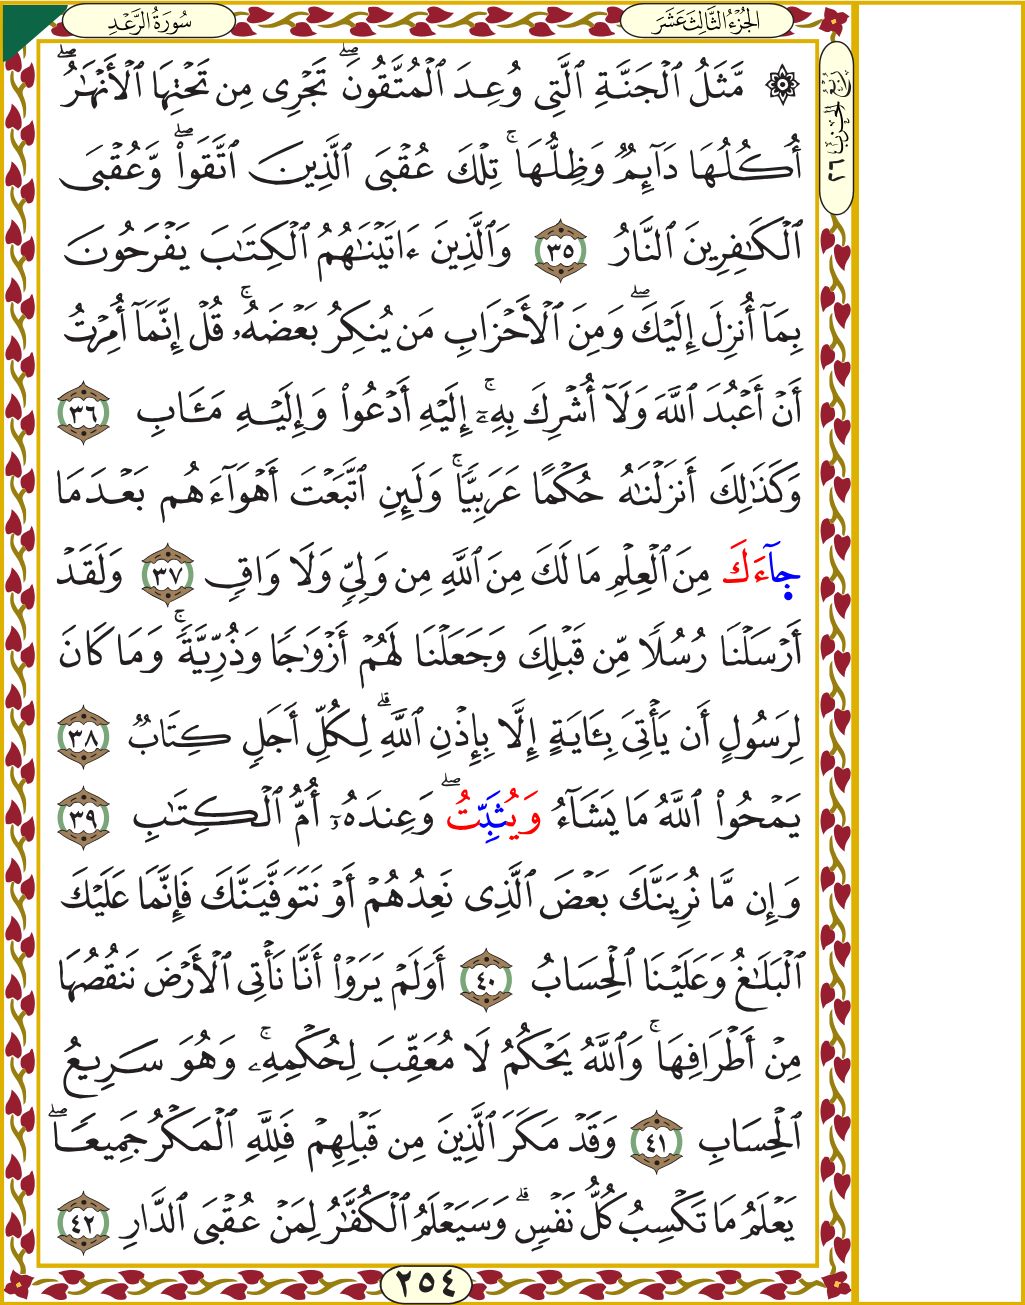 سُورَةُ الرَّعْدِ
الجُزْءُ الثَّالِثَ عَشَرَ
۞ مَّثَلُ ٱلۡجَنَّةِ ٱلَّتِي وُعِدَ ٱلۡمُتَّقُونَۖ تَجۡرِي مِن تَحۡتِهَا ٱلۡأَنۡهَٰرُۖ
أُكُلُهَا دَآئِمٞ وَظِلُّهَاۚ تِلۡكَ عُقۡبَى ٱلَّذِينَ ٱتَّقَواْۖ وَّعُقۡبَى
ٱلۡكَٰفِرِينَ ٱلنَّارُ ٣٥ وَٱلَّذِينَ ءَاتَيۡنَٰهُمُ ٱلۡكِتَٰبَ يَفۡرَحُونَ
بِمَآ أُنزِلَ إِلَيۡكَۖ وَمِنَ ٱلۡأَحۡزَابِ مَن يُنكِرُ بَعۡضَهُۥۚ قُلۡ إِنَّمَآ أُمِرۡتُ
أَنۡ أَعۡبُدَ ٱللَّهَ وَلَآ أُشۡرِكَ بِهِۦٓۚ إِلَيۡهِ أَدۡعُواْ وَإِلَيۡهِ مَـَٔابِ ٣٦
وَكَذَٰلِكَ أَنزَلۡنَٰهُ حُكۡمًا عَرَبِيّٗاۚ وَلَئِنِ ٱتَّبَعۡتَ أَهۡوَآءَهُم بَعۡدَمَا
جَآءَكَ مِنَ ٱلۡعِلۡمِ مَا لَكَ مِنَ ٱللَّهِ مِن وَلِيّٖ وَلَا وَاقٖ ٣٧ وَلَقَدۡ
أَرۡسَلۡنَا رُسُلٗا مِّن قَبۡلِكَ وَجَعَلۡنَا لَهُمۡ أَزۡوَٰجٗا وَذُرِّيَّةٗۚ وَمَا كَانَ
لِرَسُولٍ أَن يَأۡتِيَ بِـَٔايَةٍ إِلَّا بِإِذۡنِ ٱللَّهِۗ لِكُلِّ أَجَلٖ كِتَابٞ ٣٨
يَمۡحُواْ ٱللَّهُ مَا يَشَآءُ وَيُثَبِّتُۖ وَعِندَهُۥٓ أُمُّ ٱلۡكِتَٰبِ ٣٩
وَإِن مَّا نُرِيَنَّكَ بَعۡضَ ٱلَّذِي نَعِدُهُمۡ أَوۡ نَتَوَفَّيَنَّكَ فَإِنَّمَا عَلَيۡكَ
ٱلۡبَلَٰغُ وَعَلَيۡنَا ٱلۡحِسَابُ ٤٠ أَوَلَمۡ يَرَوۡاْ أَنَّا نَأۡتِي ٱلۡأَرۡضَ نَنقُصُهَا
مِنۡ أَطۡرَافِهَاۚ وَٱللَّهُ يَحۡكُمُ لَا مُعَقِّبَ لِحُكۡمِهِۦۚ وَهُوَ سَرِيعُ
ٱلۡحِسَابِ ٤١ وَقَدۡ مَكَرَ ٱلَّذِينَ مِن قَبۡلِهِمۡ فَلِلَّهِ ٱلۡمَكۡرُ جَمِيعٗاۖ
يَعۡلَمُ مَا تَكۡسِبُ كُلُّ نَفۡسٖۗ وَسَيَعۡلَمُ ٱلۡكُفَّٰرُ لِمَنۡ عُقۡبَى ٱلدَّارِ ٤٢
٢٥٤
رُبْعُ الحِزْبِ ٢٦